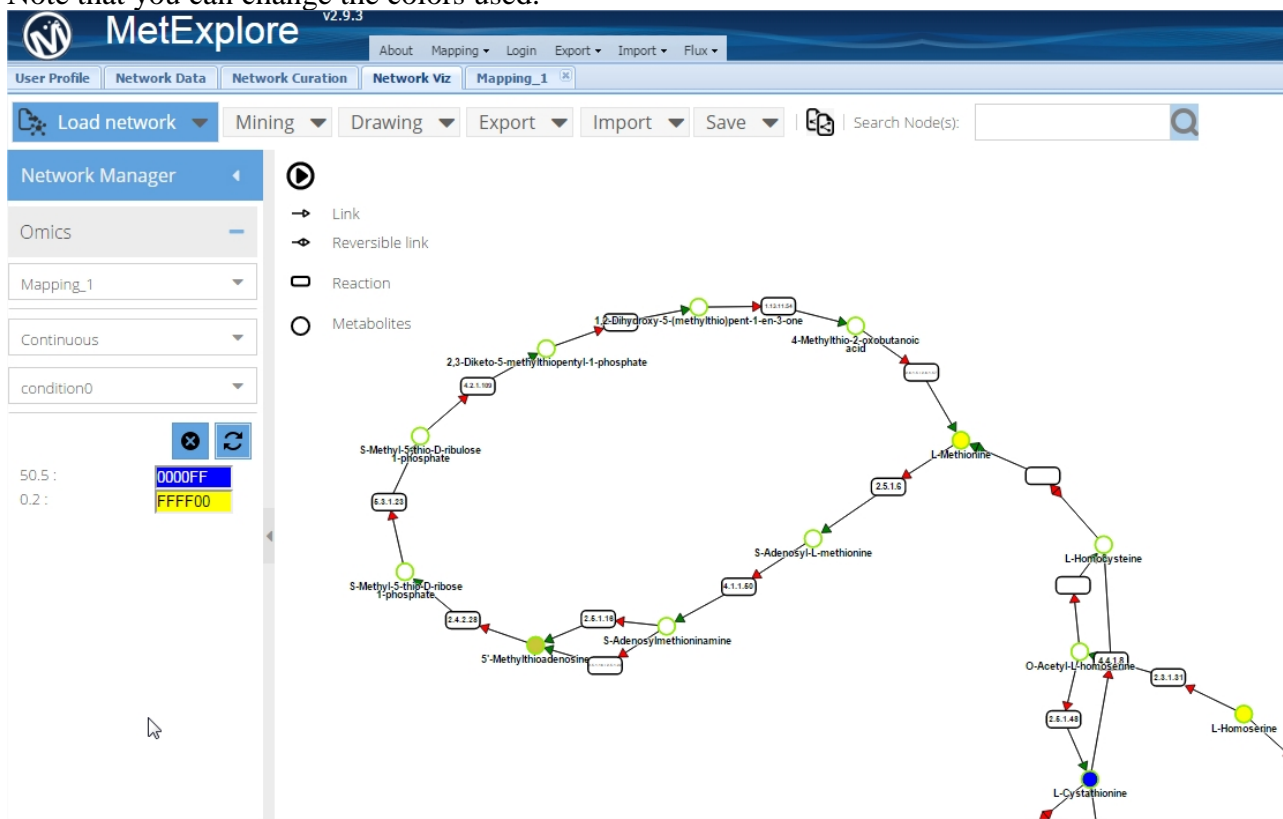 Note that you can change the colors used.
MetExplore v2.9.3
About Mapping Login Export Import Flux
User Profile Network Data Network Curation Network Viz Mapping_1
Load network Mining Drawing Export Import Save Search Node(s):
Network Manager
Omics
Mapping_1
Continuous
condition0
50.5 : 0000FF
0.2 : FFFF00
Link
Reversible link
Reaction
Metabolites
1.13.11.54
1,2-Dihydroxy-5-(methylthio)pent-1-en-3-one
4-Methylthio-2-oxobutanoic
acid
2,3-Diketo-5-methylthiopentyl-1-phosphate
4.2.1.109
S-Methyl-5-thio-D-ribulose
1-phosphate
L-Methionine
2.5.1.6
5.3.1.23
S-Adenosyl-L-methionine
L-Homocysteine
S-Methyl-5-thio-D-ribose
1-phosphate
4.1.1.50
2.4.2.28
2.5.1.16
S-Adenosylmethioninamine
5'-Methylthioadenosine
O-Acetyl-L-homoserine
4.4.1.8
2.3.1.31
2.5.1.48
L-Homoserine
L-Cystathionine